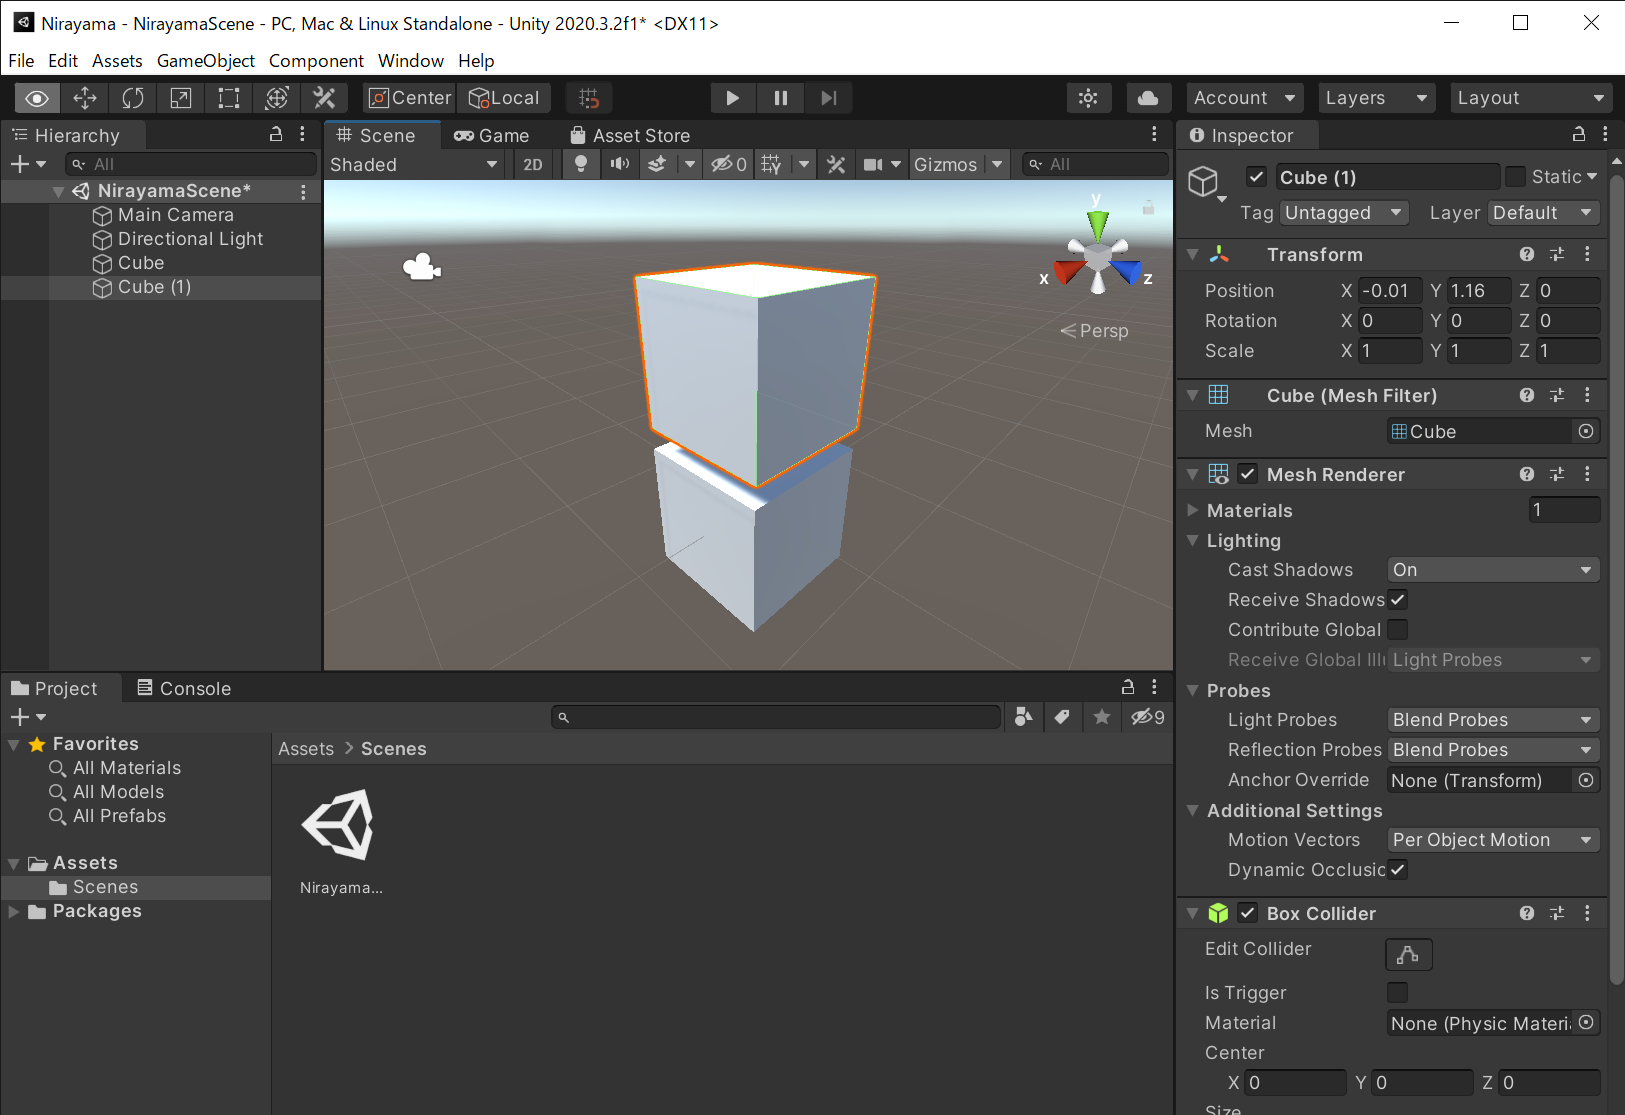 Nirayama - NirayamaScene - PC, Mac & Linux Standalone - Unity 2020.3.2f1* <DX11>
File Edit Assets GameObject Component Window Help
Center Local Account Layers Layout
Hierarchy
All
NirayamaScene*
Main Camera
Directional Light
Cube
Cube (1)
Scene Game Asset Store
Shaded 2D 0 Gizmos All
y
x z
Persp
Inspector
Cube (1) Static
Tag Untagged Layer Default
Transform
Position X -0.01 Y 1.16 Z 0
Rotation X 0 Y 0 Z 0
Scale X 1 Y 1 Z 1
Cube (Mesh Filter)
Mesh Cube
Mesh Renderer
Materials 1
Lighting
Cast Shadows On
Receive Shadows
Contribute Global
Receive Global Illu Light Probes
Probes
Light Probes Blend Probes
Reflection Probes Blend Probes
Anchor Override None (Transform)
Additional Settings
Motion Vectors Per Object Motion
Dynamic Occlusic
Box Collider
Edit Collider
Is Trigger
Material None (Physic Materi
Center
X 0 Y 0 Z 0
Size
Project Console
9
Favorites
All Materials
All Models
All Prefabs
Assets
Scenes
Packages
Assets > Scenes
Nirayama...